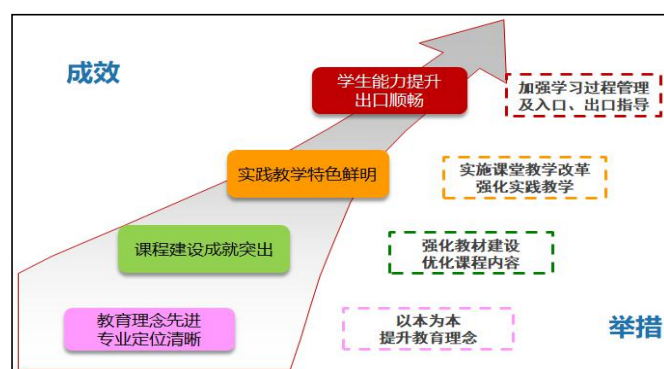 成效
学生能力提升
出口顺畅
加强学习过程管理
及入口、出口指导
实践教学特色鲜明
实施课堂教学改革
强化实践教学
课程建设成就突出
强化教材建设
优化课程内容
教育理念先进
专业定位清晰
以本为本
提升教育理念
举措